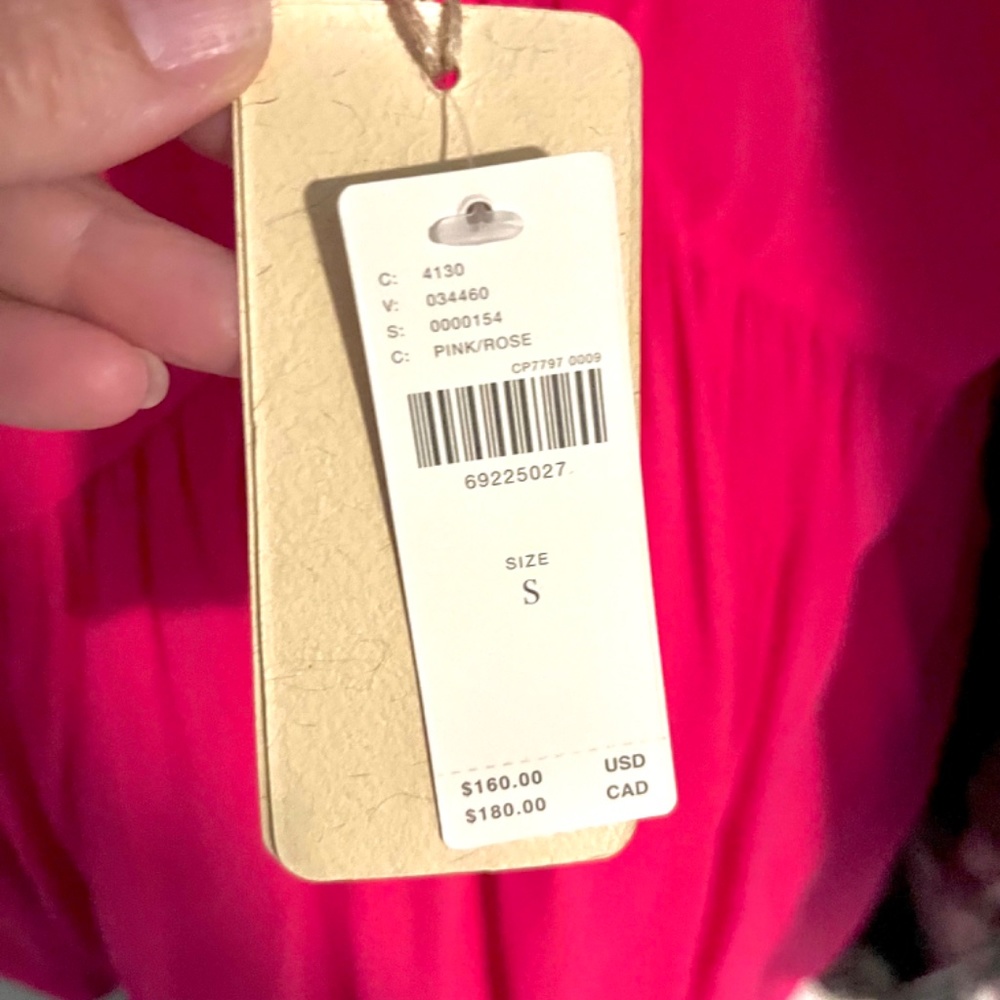 C: 4130
V: 034460
S: 0000154
C: PINK/ROSE
CP7797 0009
69225027
SIZE
S
$160.00 USD
$180.00 CAD